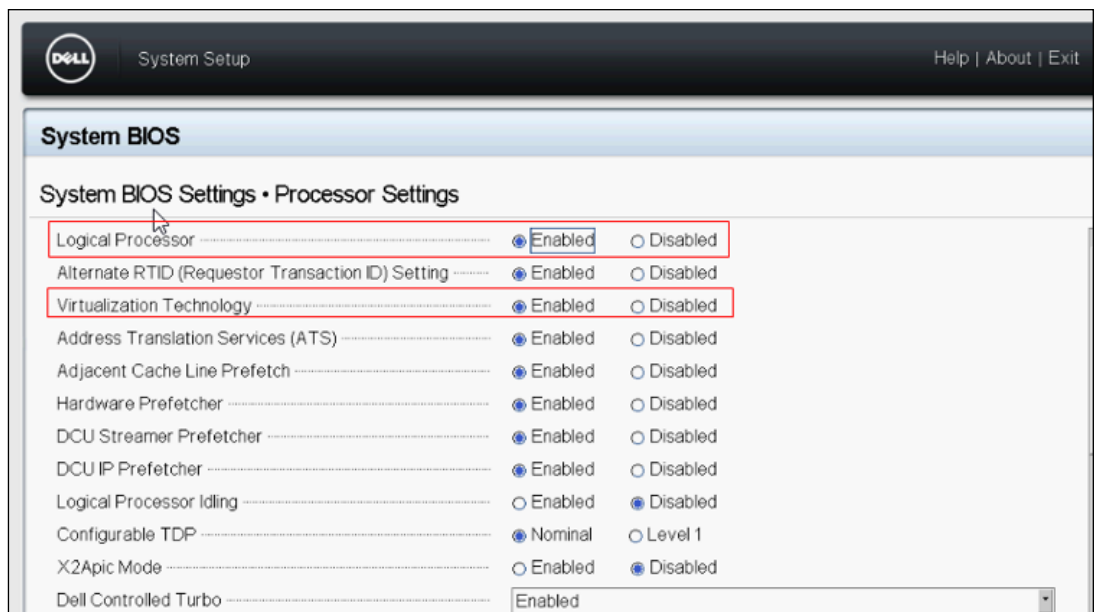 DELL System Setup Help | About | Exit
System BIOS
System BIOS Settings • Processor Settings
Logical Processor Enabled Disabled
Alternate RTID (Requestor Transaction ID) Setting Enabled Disabled
Virtualization Technology Enabled Disabled
Address Translation Services (ATS) Enabled Disabled
Adjacent Cache Line Prefetch Enabled Disabled
Hardware Prefetcher Enabled Disabled
DCU Streamer Prefetcher Enabled Disabled
DCU IP Prefetcher Enabled Disabled
Logical Processor Idling Enabled Disabled
Configurable TDP Nominal Level 1
X2Apic Mode Enabled Disabled
Dell Controlled Turbo Enabled